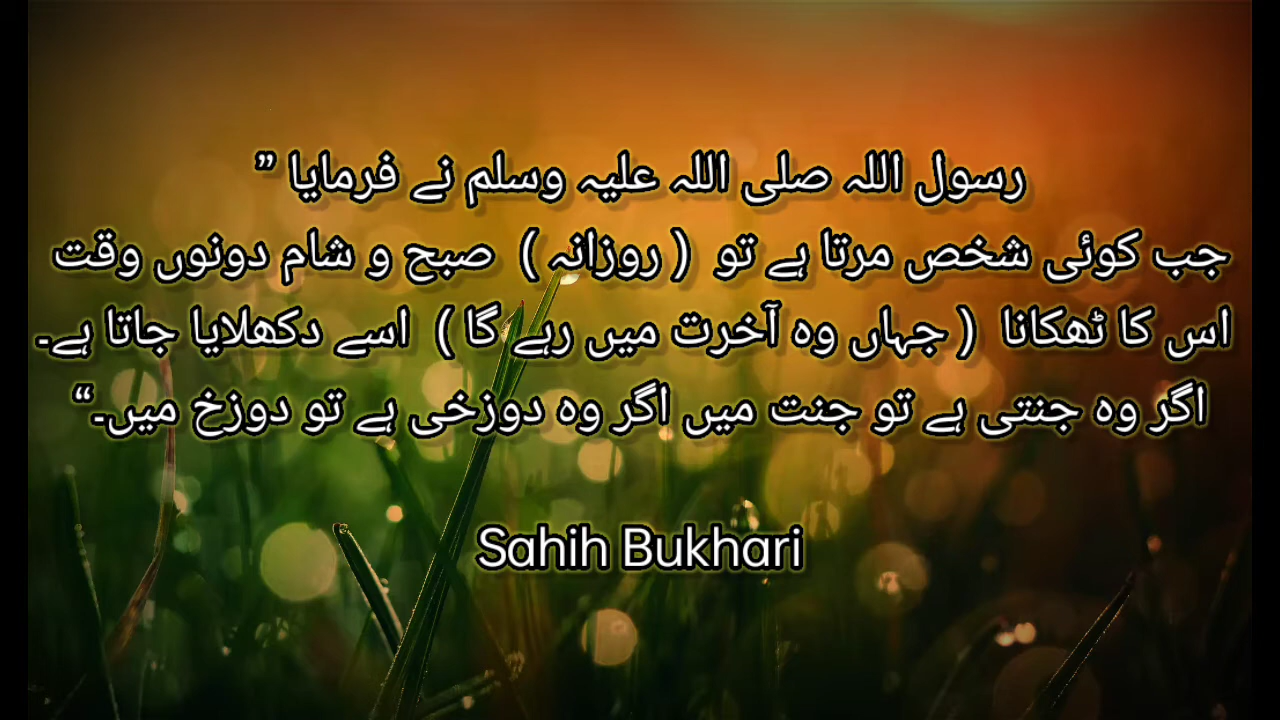 رسول اللہ صلی اللہ علیہ وسلم نے فرمایا ”
جب کوئی شخص مرتا ہے تو ( روزانہ ) صبح و شام دونوں وقت
اس کا ٹھکانا ( جہاں وہ آخرت میں رہے گا ) اسے دکھلایا جاتا ہے۔
اگر وہ جنتی ہے تو جنت میں اگر وہ دوزخی ہے تو دوزخ میں۔“
Sahih Bukhari